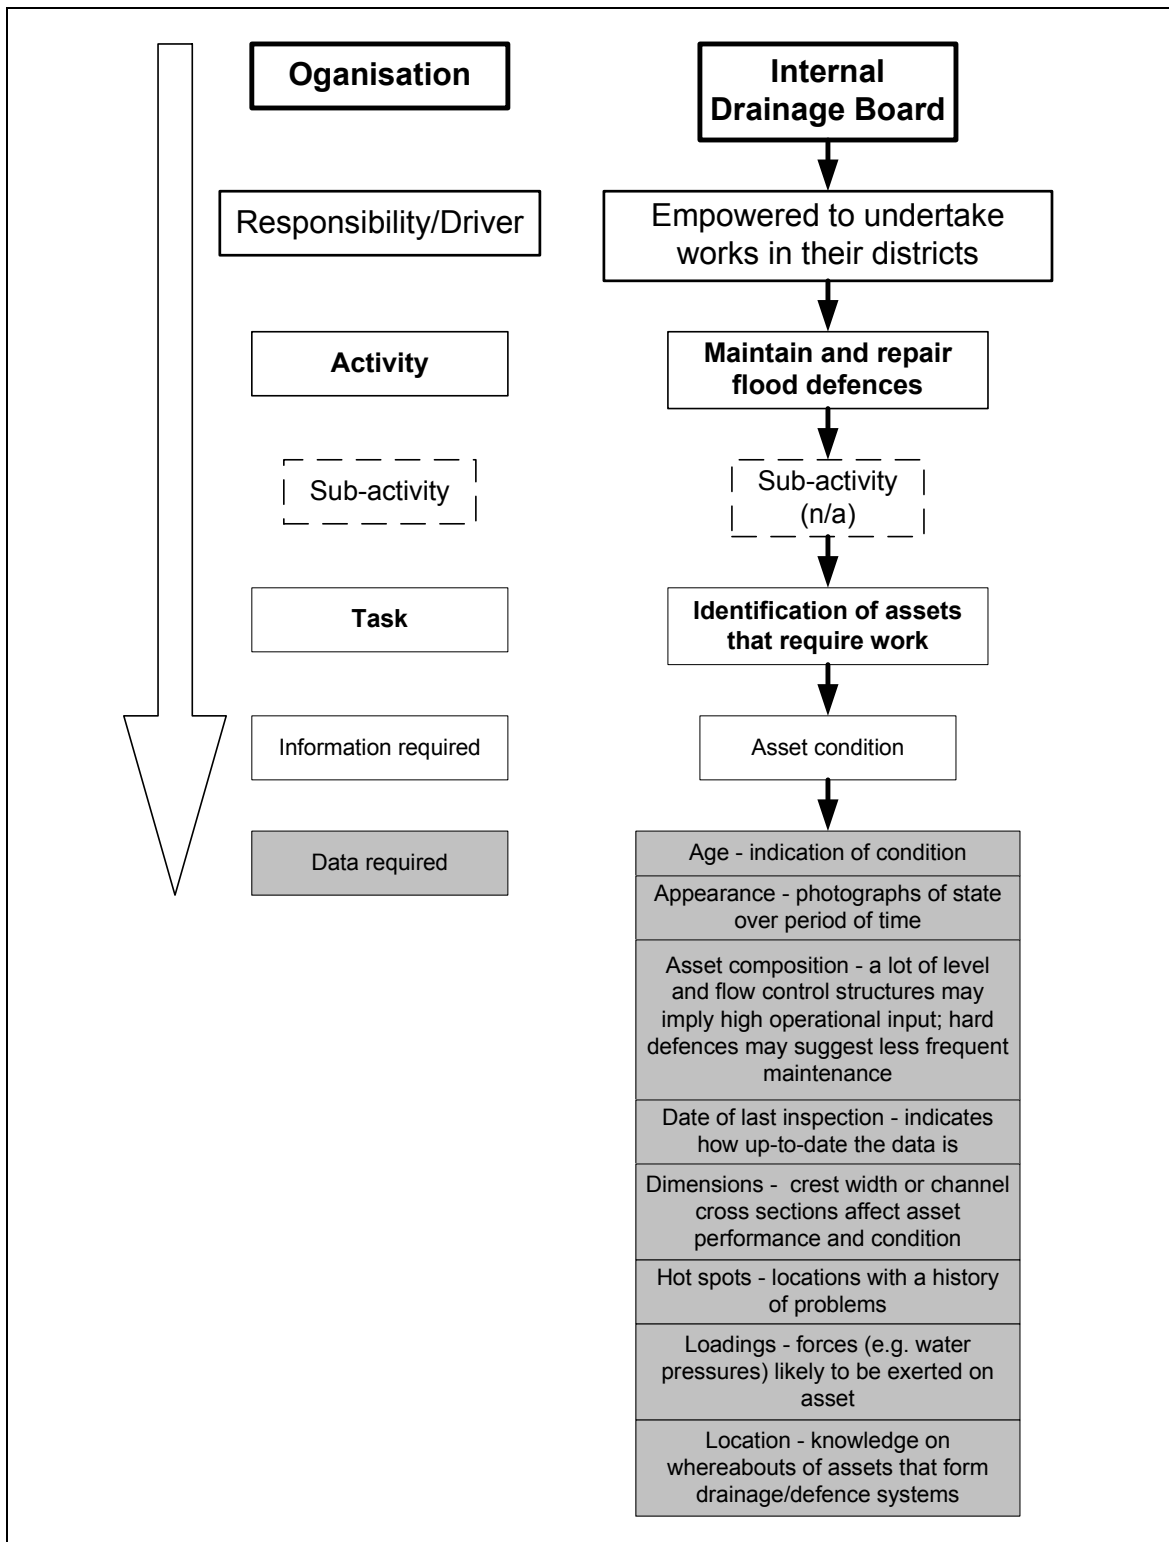 Oganisation
Internal
Drainage Board
Responsibility/Driver
Empowered to undertake
works in their districts
Activity
Maintain and repair
flood defences
Sub-activity
Sub-activity
(n/a)
Task
Identification of assets
that require work
Information required
Asset condition
Data required
Age - indication of condition
Appearance - photographs of state
over period of time
Asset composition - a lot of level
and flow control structures may
imply high operational input; hard
defences may suggest less frequent
maintenance
Date of last inspection - indicates
how up-to-date the data is
Dimensions - crest width or channel
cross sections affect asset
performance and condition
Hot spots - locations with a history
of problems
Loadings - forces (e.g. water
pressures) likely to be exerted on
asset
Location - knowledge on
whereabouts of assets that form
drainage/defence systems